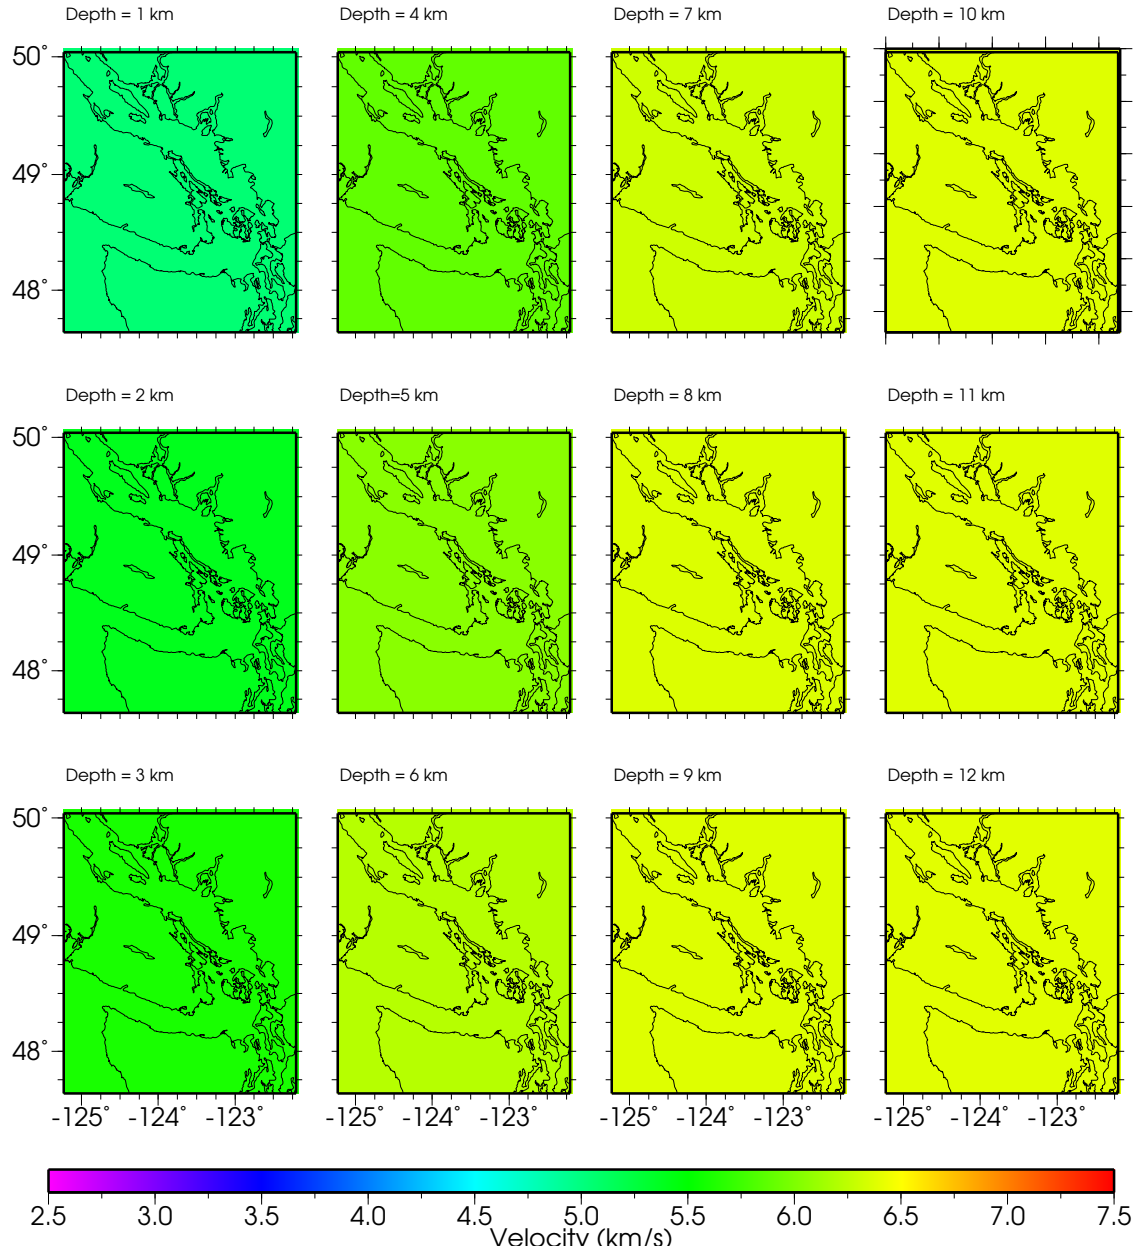 Depth = 1 km
Depth = 4 km
Depth = 7 km
Depth = 10 km
50°
49°
48°
Depth = 2 km
Depth=5 km
Depth = 8 km
Depth = 11 km
50°
49°
48°
Depth = 3 km
Depth = 6 km
Depth = 9 km
Depth = 12 km
50°
49°
48°
-125° -124° -123°
-125° -124° -123°
-125° -124° -123°
-125° -124° -123°
2.5 3.0 3.5 4.0 4.5 5.0 5.5 6.0 6.5 7.0 7.5
Velocity (km/s)